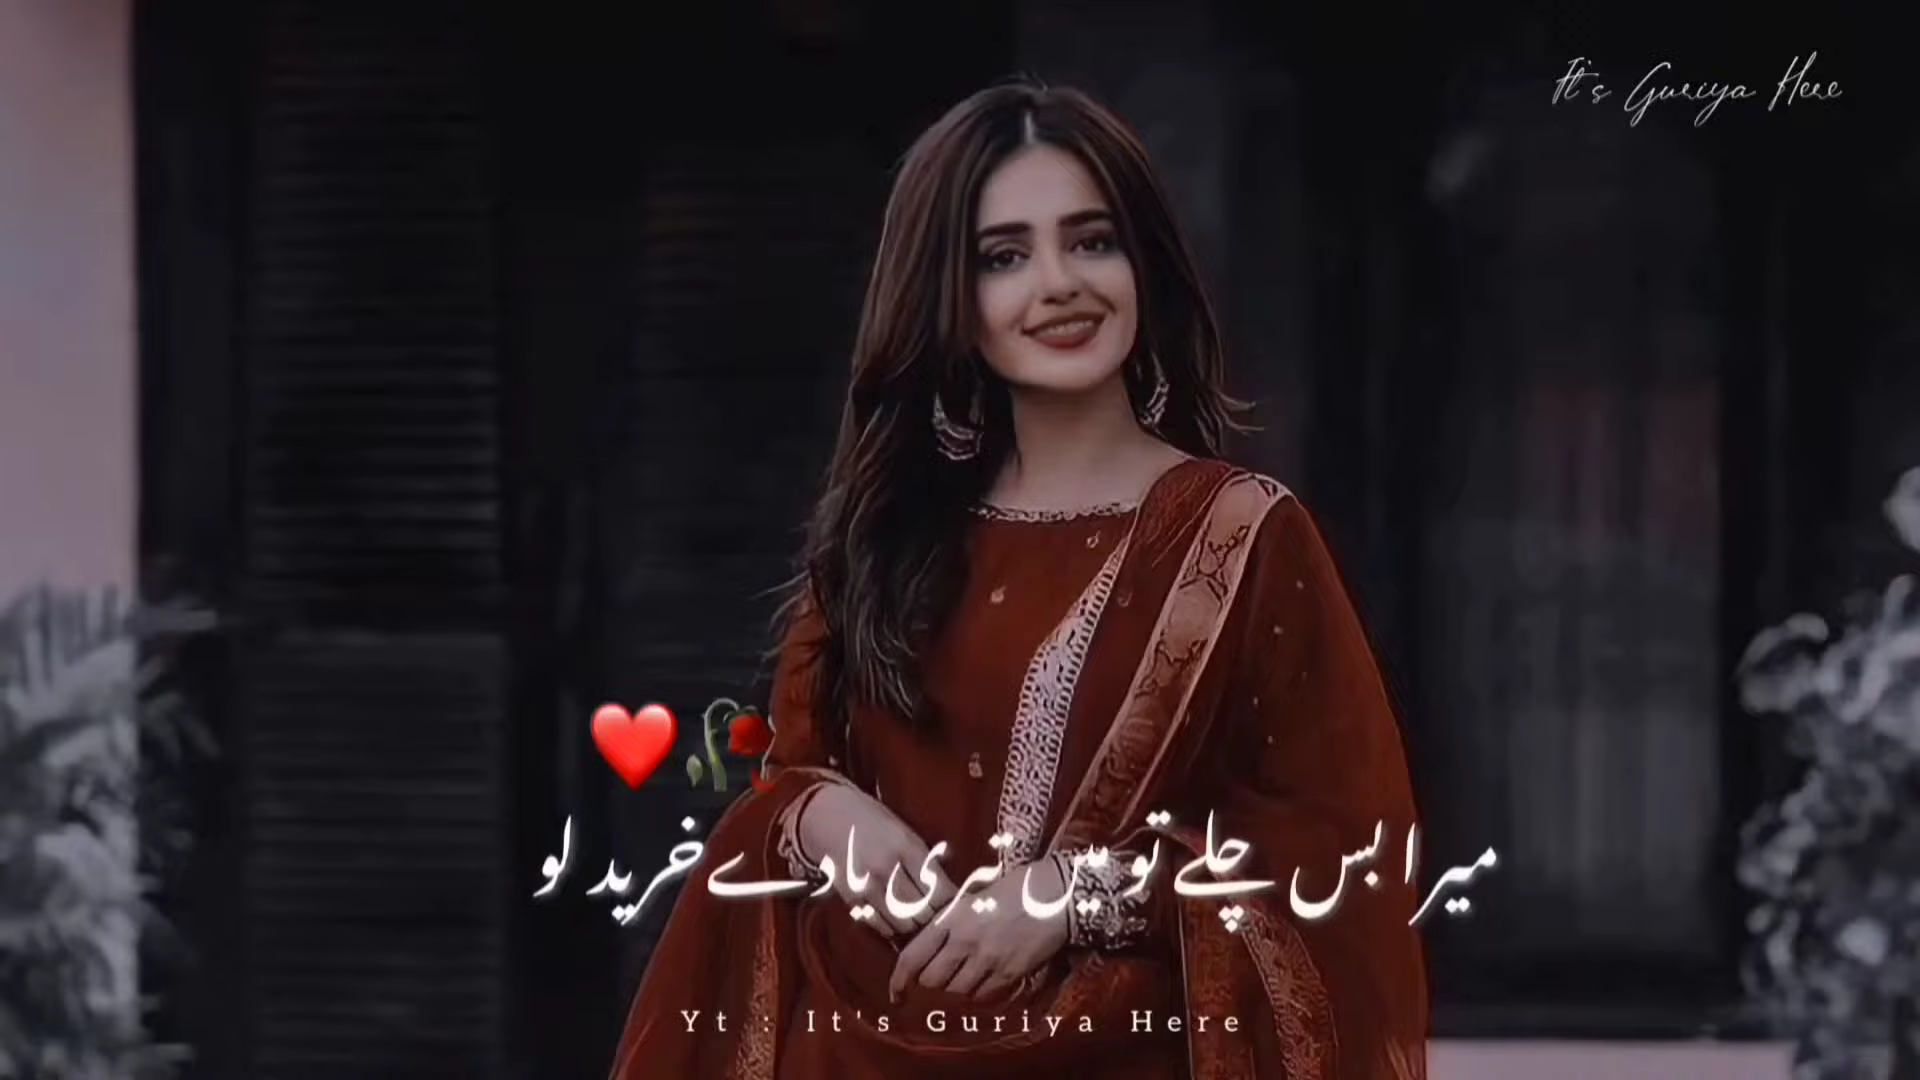 It's Guriya Here
❤️🥀
میرا بس چلے تو میں تیری یادے خرید لو
Yt : It's Guriya Here